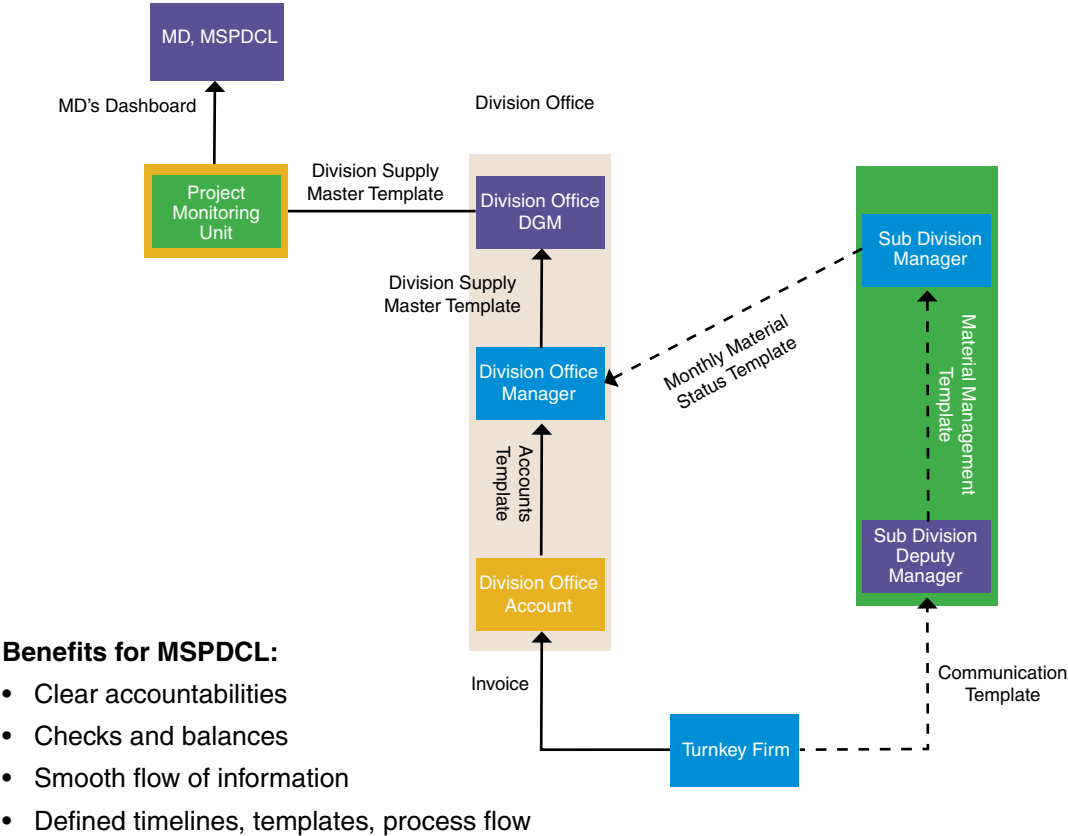 MD, MSPDCL
MD’s Dashboard
Division Office
Project
Monitoring
Unit
Division Supply
Master Template
Division Office
DGM
Division Supply
Master Template
Sub Division
Manager
Monthly Material
Status Template
Material Management
Template
Division Office
Manager
Accounts
Template
Sub Division
Deputy
Manager
Division Office
Account
Invoice
Communication
Template
Turnkey Firm
Benefits for MSPDCL:
• Clear accountabilities
• Checks and balances
• Smooth flow of information
• Defined timelines, templates, process flow